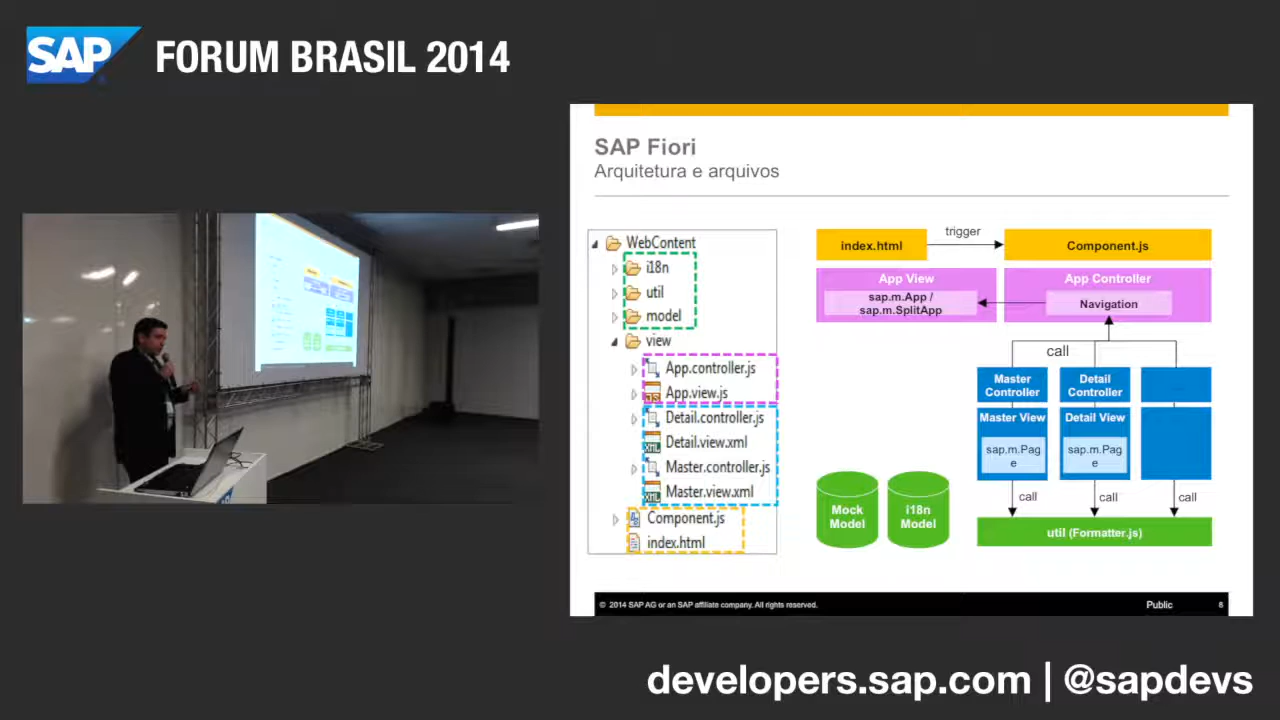 SAP
FORUM BRASIL 2014
SAP Fiori
Arquitetura e arquivos
WebContent
i18n
util
model
view
App.controller.js
App.view.js
Detail.controller.js
Detail.view.xml
Master.controller.js
Master.view.xml
Component.js
index.html
index.html
trigger
Component.js
App View
sap.m.App /
sap.m.SplitApp
App Controller
Navigation
call
Master
Controller
Detail
Controller
Master View
Detail View
sap.m.Pag
e
sap.m.Pag
e
call
call
call
Mock
Model
i18n
Model
util (Formatter.js)
© 2014 SAP AG or an SAP affiliate company. All rights reserved.
Public
6
developers.sap.com | @sapdevs